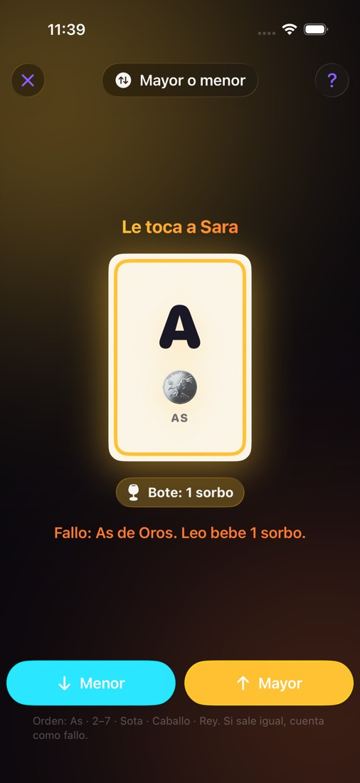 11:39
Mayor o menor
?
Le toca a Sara
A
AS
Bote: 1 sorbo
Fallo: As de Oros. Leo bebe 1 sorbo.
↓ Menor
↑ Mayor
Orden: As · 2–7 · Sota · Caballo · Rey. Si sale igual, cuenta
como fallo.